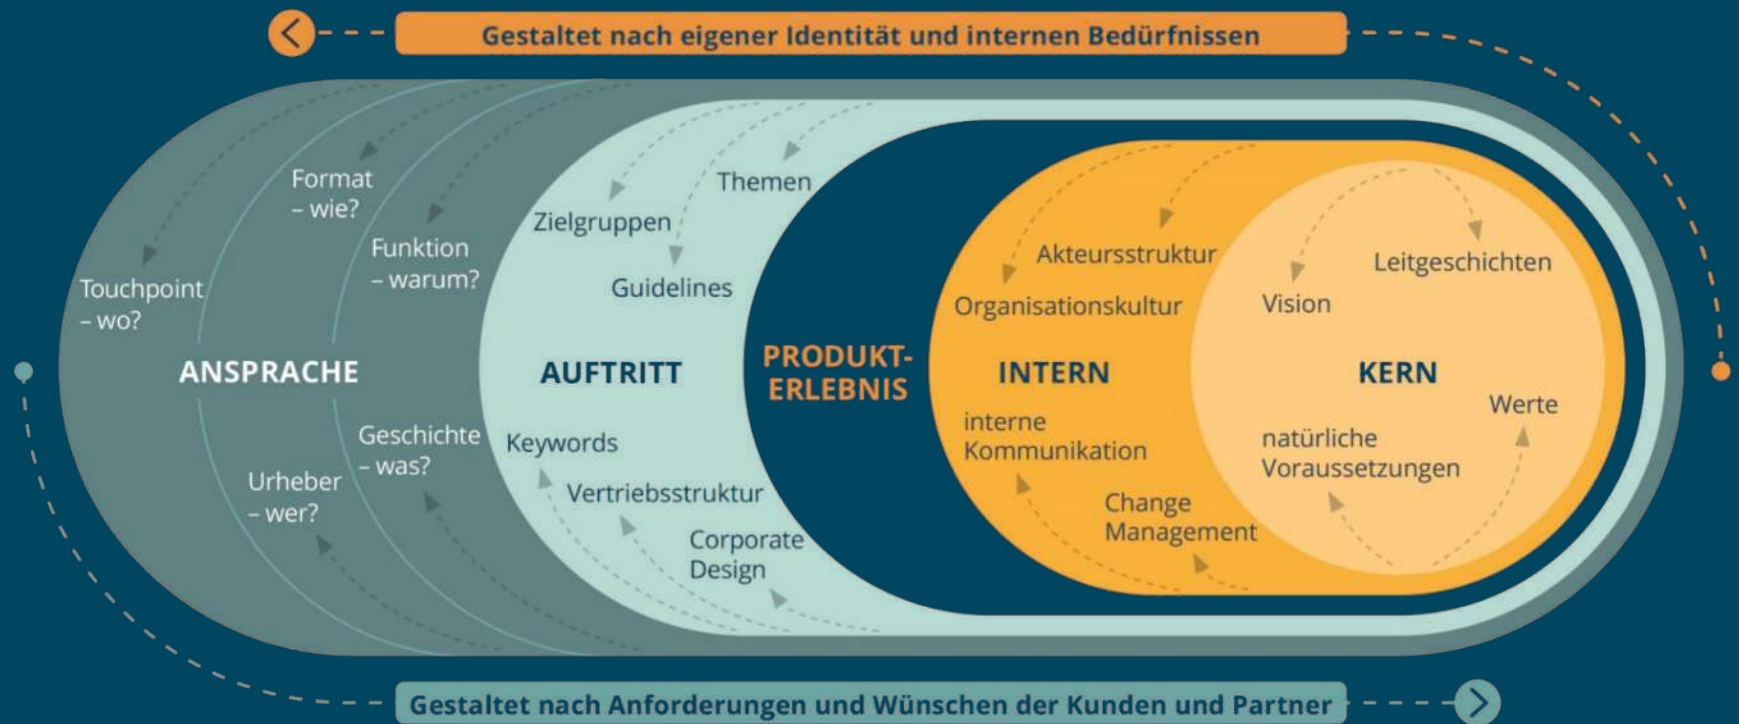 Gestaltet nach eigener Identität und internen Bedürfnissen
Touchpoint
– wo?
Format
– wie?
Funktion
– warum?
ANSPRACHE
Urheber
– wer?
Geschichte
– was?
Themen
Zielgruppen
Guidelines
AUFTRITT
Keywords
Vertriebsstruktur
Corporate
Design
PRODUKT-
ERLEBNIS
Akteursstruktur
Organisationskultur
INTERN
interne
Kommunikation
Change
Management
Leitgeschichten
Vision
KERN
Werte
natürliche
Voraussetzungen
Gestaltet nach Anforderungen und Wünschen der Kunden und Partner